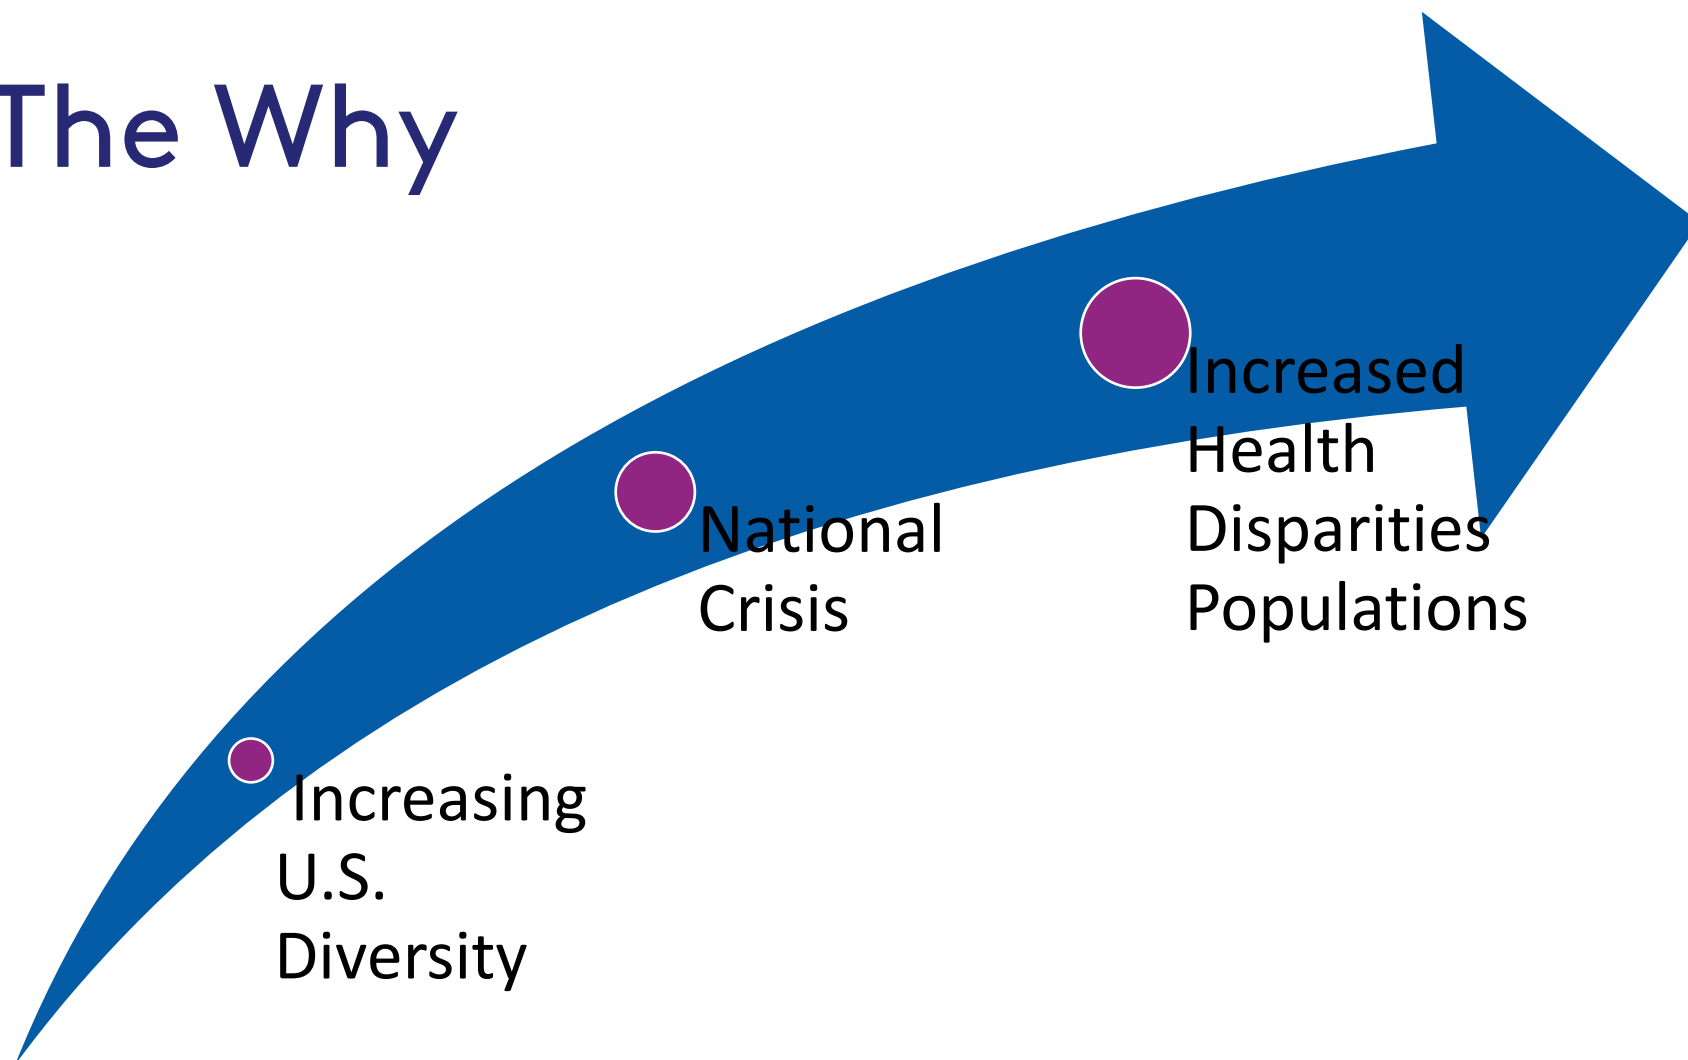 The Why
Increased
Health
Disparities
Populations
National
Crisis
Increasing
U.S.
Diversity